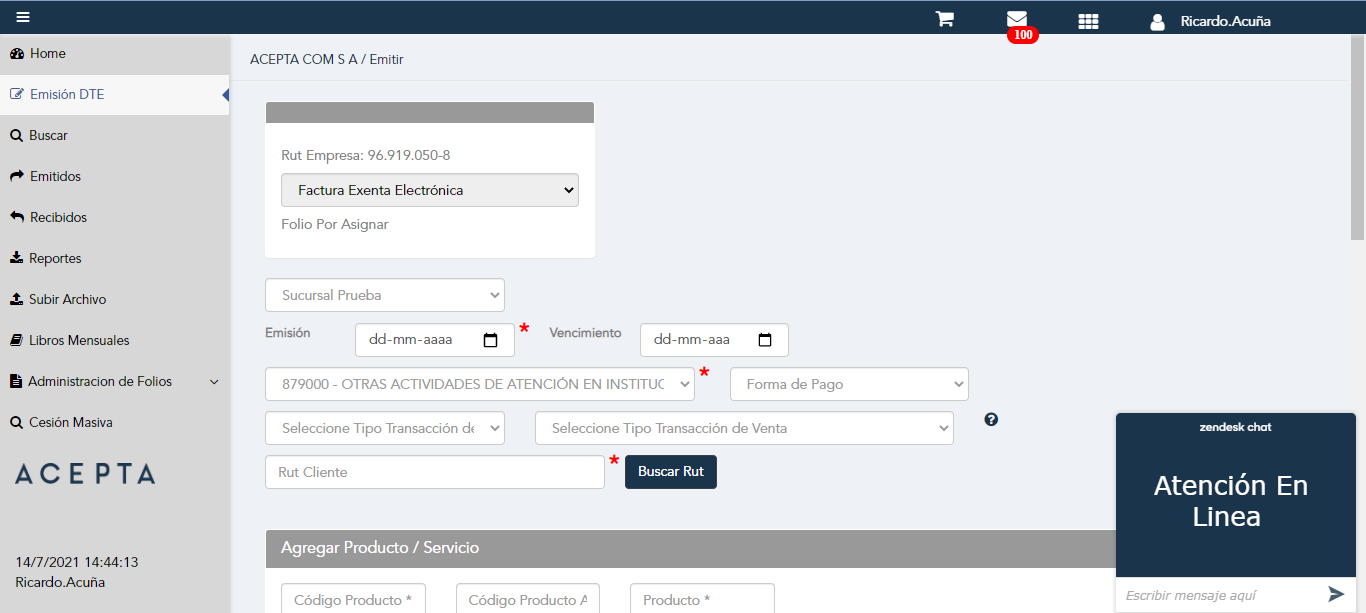 100
Ricardo.Acuña
Home
Emisión DTE
Buscar
Emitidos
Recibidos
Reportes
Subir Archivo
Libros Mensuales
Administracion de Folios
Cesión Masiva
ACEPTA
14/7/2021 14:44:13
Ricardo.Acuña
ACEPTA COM S A / Emitir
Rut Empresa: 96.919.050-8
Factura Exenta Electrónica
Folio Por Asignar
Sucursal Prueba
Emisión dd-mm-aaaa * Vencimiento dd-mm-aaa
879000 - OTRAS ACTIVIDADES DE ATENCIÓN EN INSTITUC * Forma de Pago
Seleccione Tipo Transacción de Seleccione Tipo Transacción de Venta ?
Rut Cliente * Buscar Rut
Agregar Producto / Servicio
Código Producto * Código Producto A Producto *
zendesk chat
Atención En
Linea
Escribir mensaje aquí